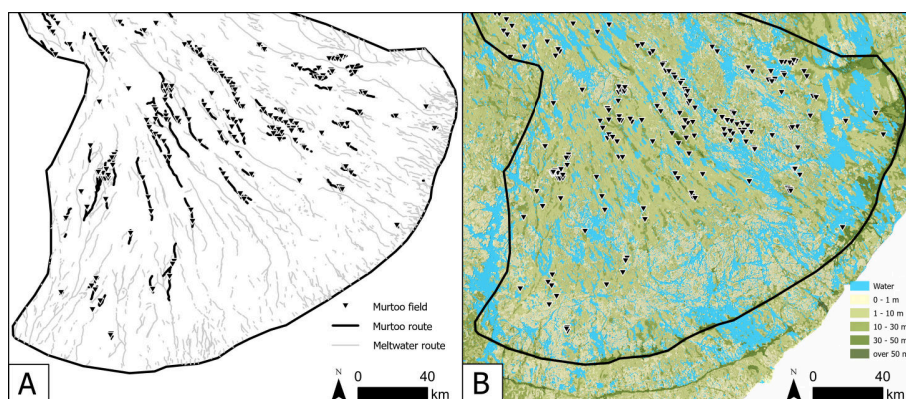 Murtoo field
Murtoo route
Meltwater route
A
N
0
40
km
Water
0 - 1 m
1 - 10 m
10 - 30 m
30 - 50 m
over 50 m
B
N
0
40
km